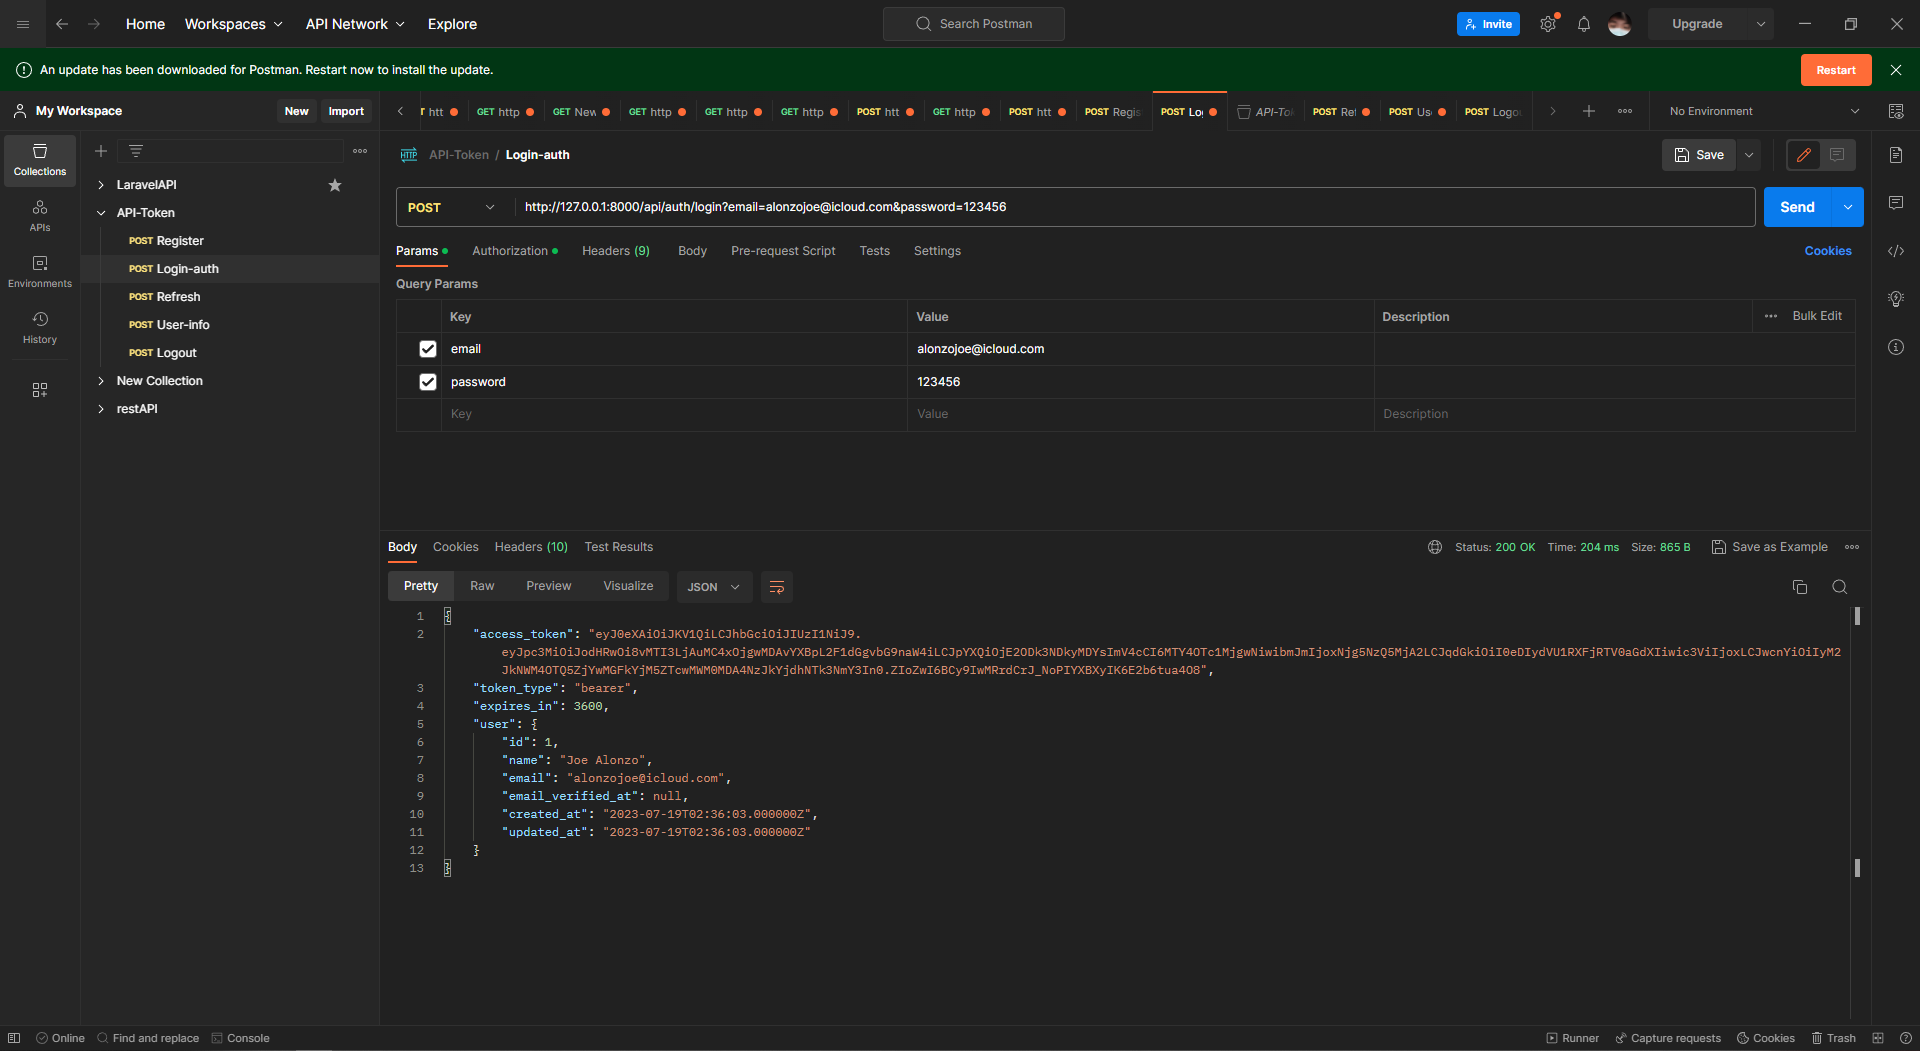 Home Workspaces API Network Explore Search Postman Invite Upgrade
An update has been downloaded for Postman. Restart now to install the update. Restart
My Workspace New Import
T htt GET http GET New GET http GET http GET http POST htt GET http POST htt POST Regis POST Lo API-Tok POST Ref POST Us POST Logou No Environment
Collections
APIs
Environments
History
LaravelAPI
API-Token
POST Register
POST Login-auth
POST Refresh
POST User-info
POST Logout
New Collection
restAPI
HTTP API-Token / Login-auth Save
POST http://127.0.0.1:8000/api/auth/login?email=alonzojoe@icloud.com&password=123456 Send
Params Authorization Headers (9) Body Pre-request Script Tests Settings Cookies
Query Params
Key Value Description Bulk Edit
email alonzojoe@icloud.com
password 123456
Key Value Description
Body Cookies Headers (10) Test Results Status: 200 OK Time: 204 ms Size: 865 B Save as Example
Pretty Raw Preview Visualize JSON
1 {
2 "access_token": "eyJ0eXAiOiJKV1QiLCJhbGciOiJIUzI1NiJ9.
3 "token_type": "bearer",
4 "expires_in": 3600,
5 "user": {
6 "id": 1,
7 "name": "Joe Alonzo",
8 "email": "alonzojoe@icloud.com",
9 "email_verified_at": null,
10 "created_at": "2023-07-19T02:36:03.000000Z",
11 "updated_at": "2023-07-19T02:36:03.000000Z"
12 }
13 }
Online Find and replace Console Runner Capture requests Cookies Trash